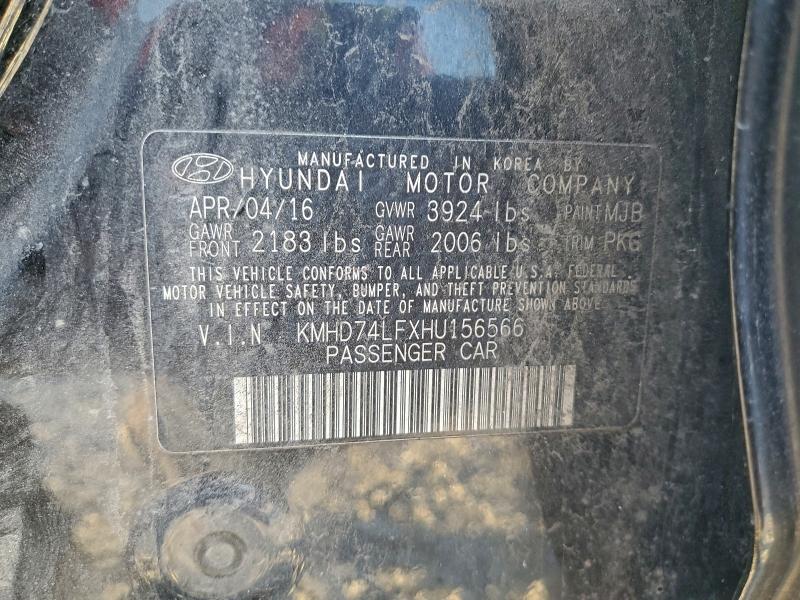 MANUFACTURED IN KOREA BY
HYUNDAI MOTOR COMPANY
APR/04/16 GVWR 3924 lbs PAINT MJB
GAWR FRONT 2183 lbs GAWR REAR 2006 lbs TRIM PKG
THIS VEHICLE CONFORMS TO ALL APPLICABLE U.S.A. FEDERAL
MOTOR VEHICLE SAFETY, BUMPER, AND THEFT PREVENTION STANDARDS
IN EFFECT ON THE DATE OF MANUFACTURE SHOWN ABOVE.
V.I.N KMHD74LFXHU156566
PASSENGER CAR